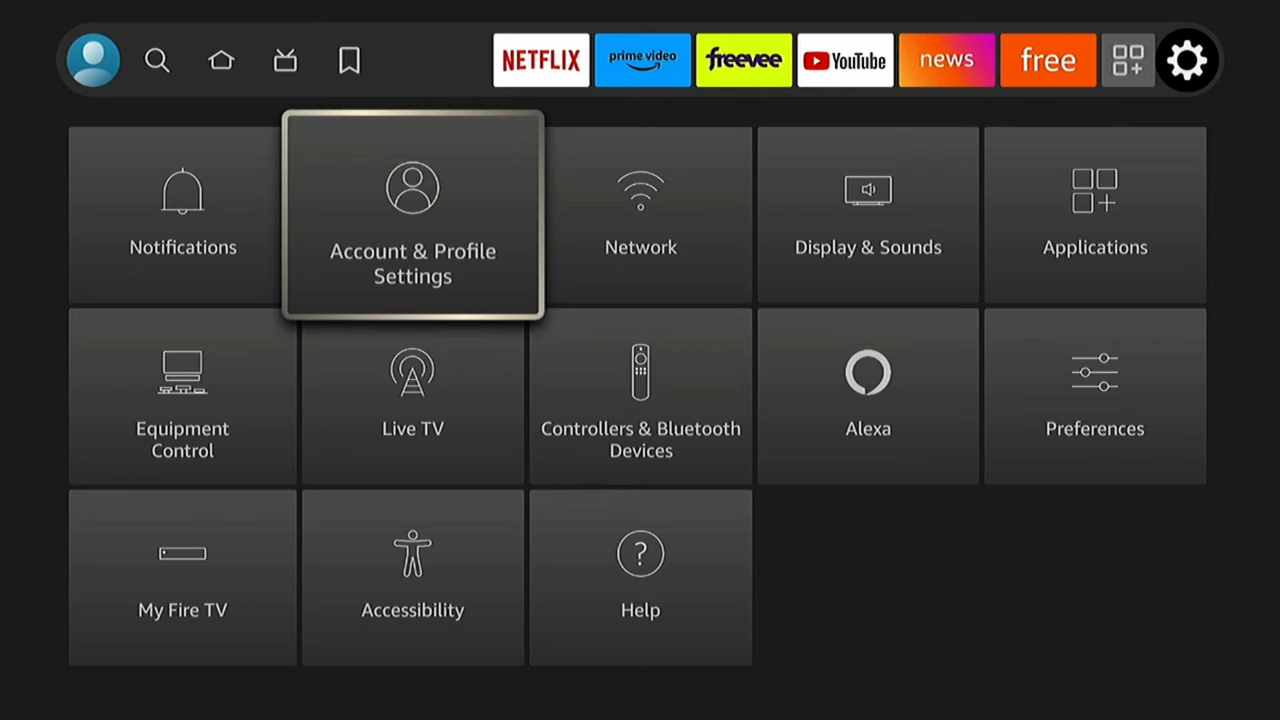 NETFLIX
prime video
freevee
YouTube
news
free
Notifications
Account & Profile
Settings
Network
Display & Sounds
Applications
Equipment
Control
Live TV
Controllers & Bluetooth
Devices
Alexa
Preferences
My Fire TV
Accessibility
?
Help